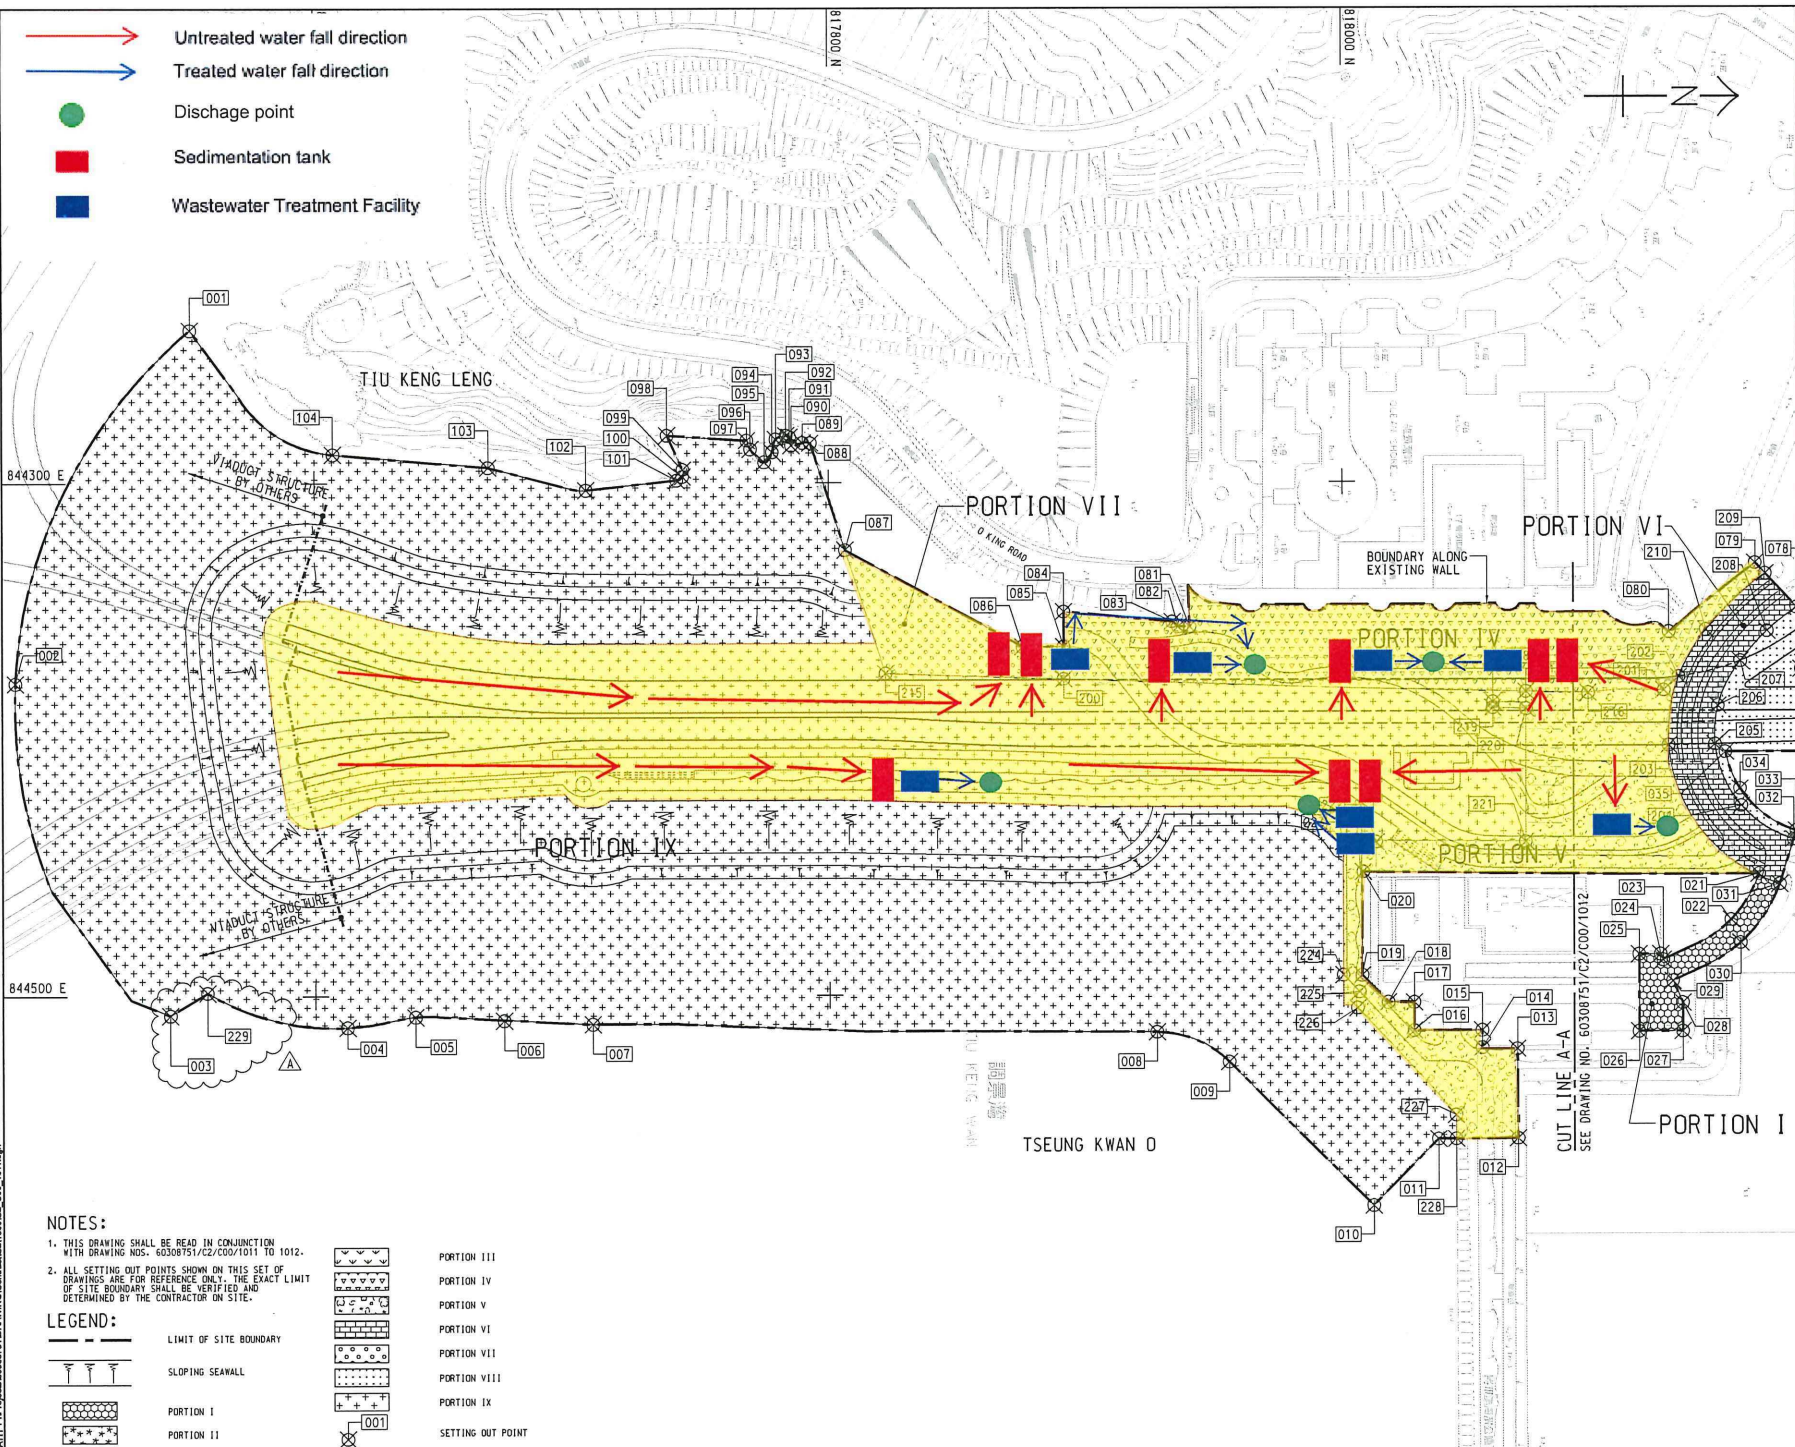 Untreated water fall direction
Treated water fall direction
Dischage point
Sedimentation tank
Wastewater Treatment Facility
817800 N
818000 N
N
001
TIU KENG LENG
104
103
102
098
099
100
101
097
096
095
094
093
092
091
090
089
088
844300 E
VIADUCT STRUCTURE
BY OTHERS
087
PORTION VII
O KING ROAD
PORTION VI
BOUNDARY ALONG
EXISTING WALL
209
079
078
210
208
084
085
086
081
082
083
080
PORTION IV
002
215
200
202
201
207
206
216
219
220
205
203
034
033
032
035
221
204
PORTION IX
PORTION V
020
023
024
025
021
031
022
VIADUCT STRUCTURE
BY OTHERS
844500 E
224
225
226
019
018
017
016
015
014
013
030
029
028
026
027
003
229
A
004
005
006
007
008
009
TSEUNG KWAN O
227
012
011
228
010
CUT LINE A-A
SEE DRAWING NO. 60308751/C2/C00/1012
PORTION I
NOTES:
1. THIS DRAWING SHALL BE READ IN CONJUNCTION
WITH DRAWING NOS. 60308751/C2/C00/1011 TO 1012.
2. ALL SETTING OUT POINTS SHOWN ON THIS SET OF
DRAWINGS ARE FOR REFERENCE ONLY. THE EXACT LIMIT
OF SITE BOUNDARY SHALL BE VERIFIED AND
DETERMINED BY THE CONTRACTOR ON SITE.
LEGEND:
LIMIT OF SITE BOUNDARY
SLOPING SEAWALL
PORTION I
PORTION II
PORTION III
PORTION IV
PORTION V
PORTION VI
PORTION VII
PORTION VIII
PORTION IX
001
SETTING OUT POINT